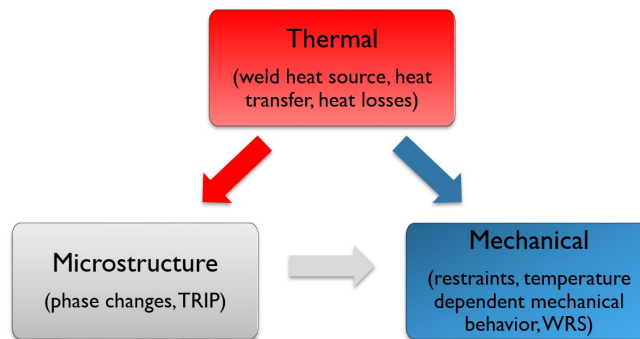 Thermal
(weld heat source, heat
transfer, heat losses)
Microstructure
(phase changes, TRIP)
Mechanical
(restraints, temperature
dependent mechanical
behavior, WRS)